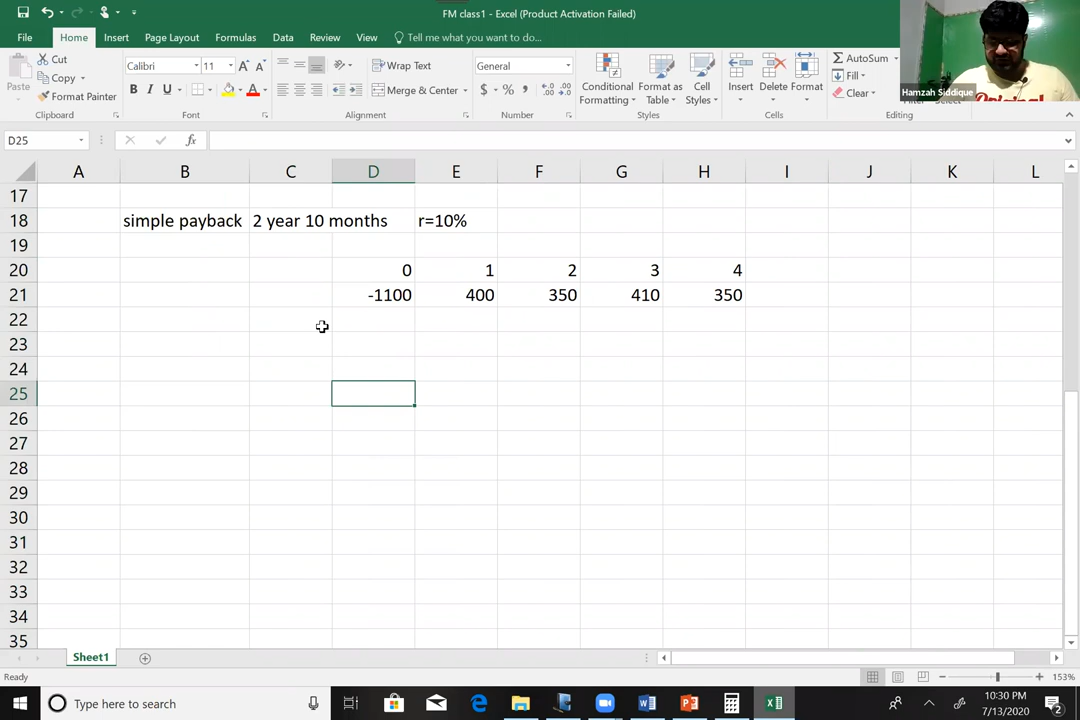 FM class1 - Excel (Product Activation Failed)
File Home Insert Page Layout Formulas Data Review View Tell me what you want to do...
Paste Cut Copy Format Painter Clipboard
Calibri 11 A A B I U A Font
Wrap Text Merge & Center Alignment
General $ % , Number
Conditional Formatting Format as Table Cell Styles Styles
Insert Delete Format Cells
AutoSum Fill Clear Editing
Hamzah Siddique
D25 fx
A B C D E F G H I J K L
17
18 simple payback 2 year 10 months r=10%
19
20 0 1 2 3 4
21 -1100 400 350 410 350
22
23
24
25
26
27
28
29
30
31
32
33
34
35
Sheet1
Ready 153%
Type here to search 10:30 PM
7/13/2020 2